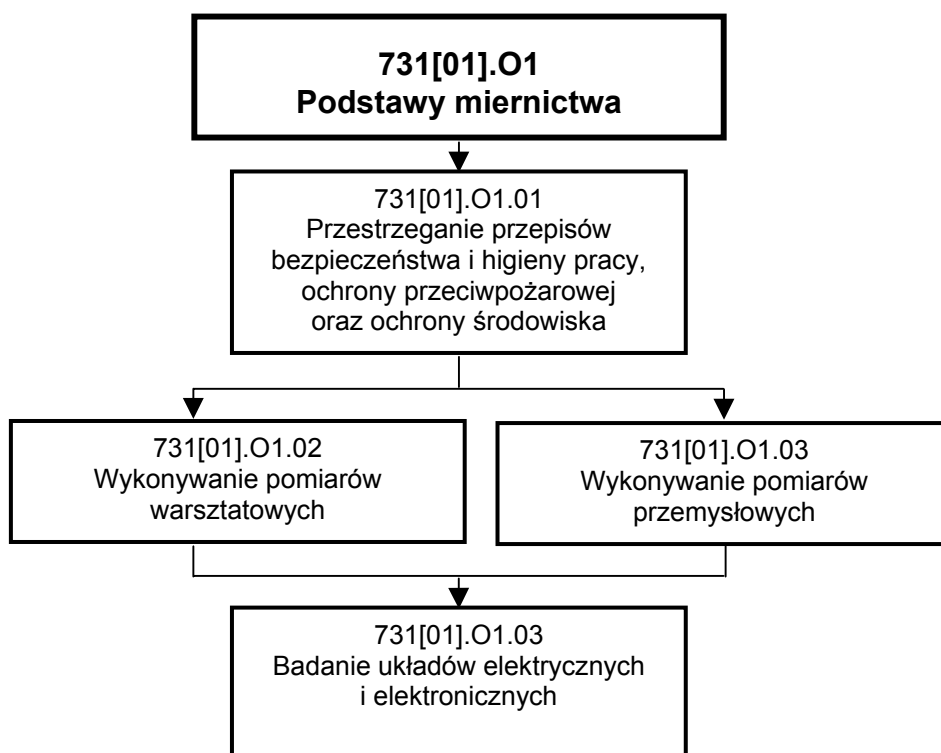 731[01].O1
Podstawy miernictwa
731[01].O1.01
Przestrzeganie przepisów
bezpieczeństwa i higieny pracy,
ochrony przeciwpożarowej
oraz ochrony środowiska
731[01].O1.02
Wykonywanie pomiarów
warsztatowych
731[01].O1.03
Wykonywanie pomiarów
przemysłowych
731[01].O1.03
Badanie układów elektrycznych
i elektronicznych